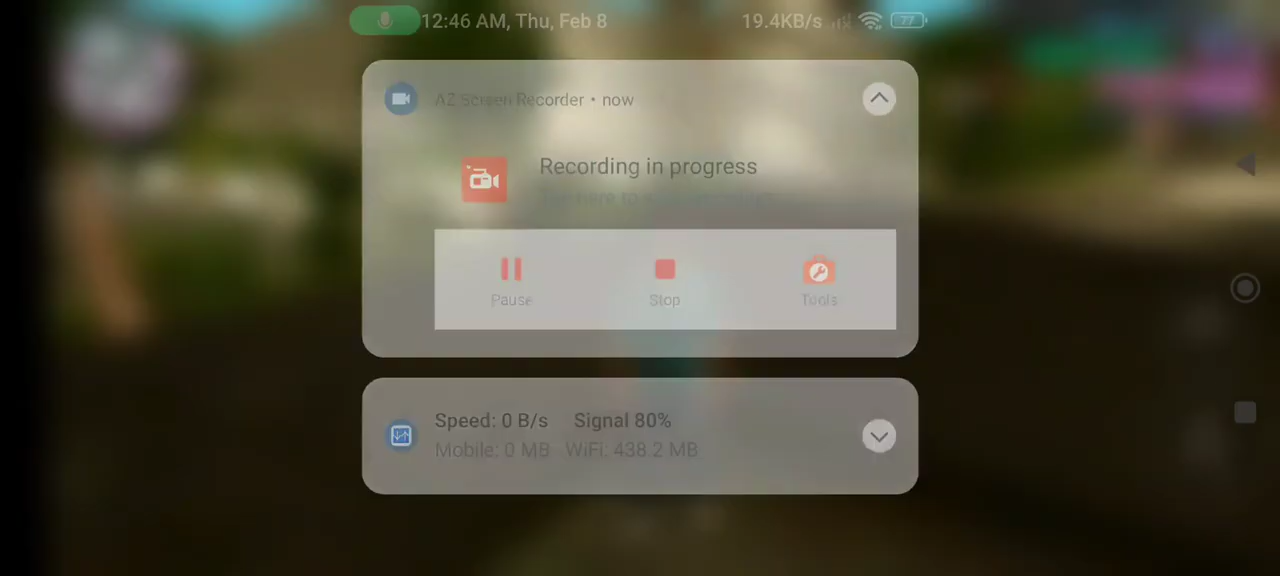 12:46 AM, Thu, Feb 8 19.4KB/s 77
AZ Screen Recorder • now
Recording in progress
Pause Stop Tools
Speed: 0 B/s Signal 80%
Mobile: 0 MB WiFi: 438.2 MB